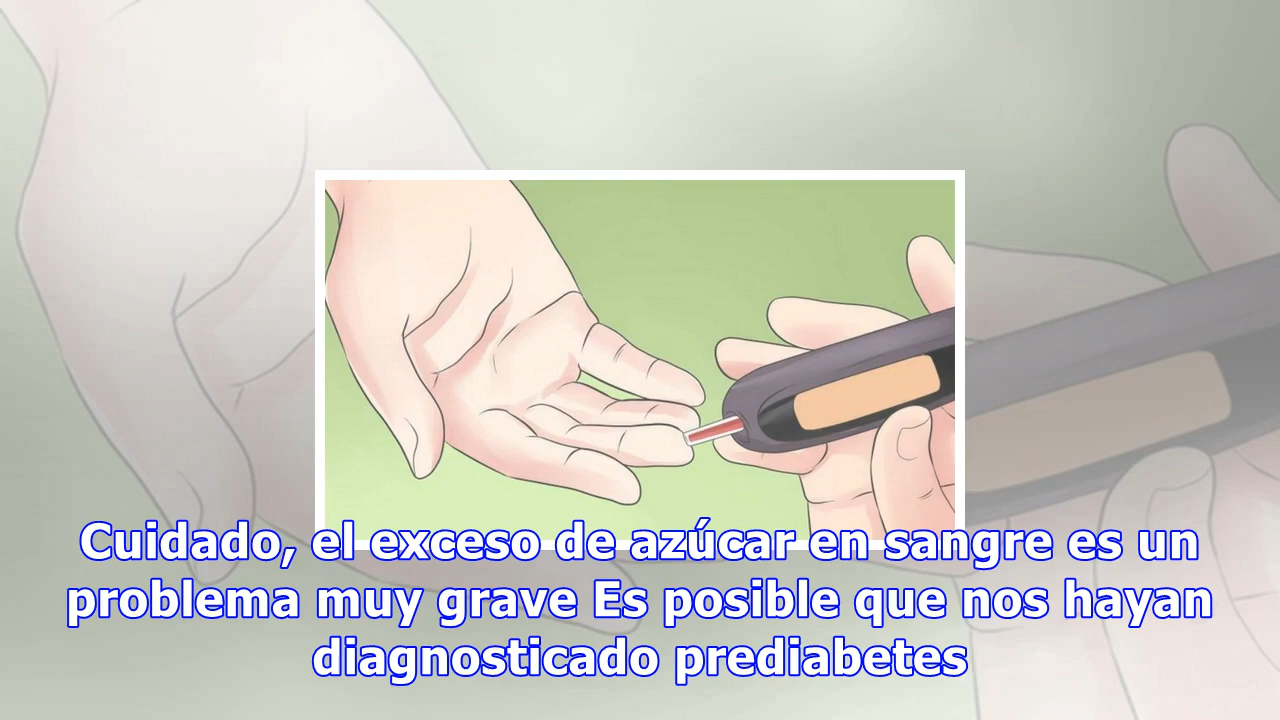 Cuidado, el exceso de azúcar en sangre es un
problema muy grave Es posible que nos hayan
diagnosticado prediabetes